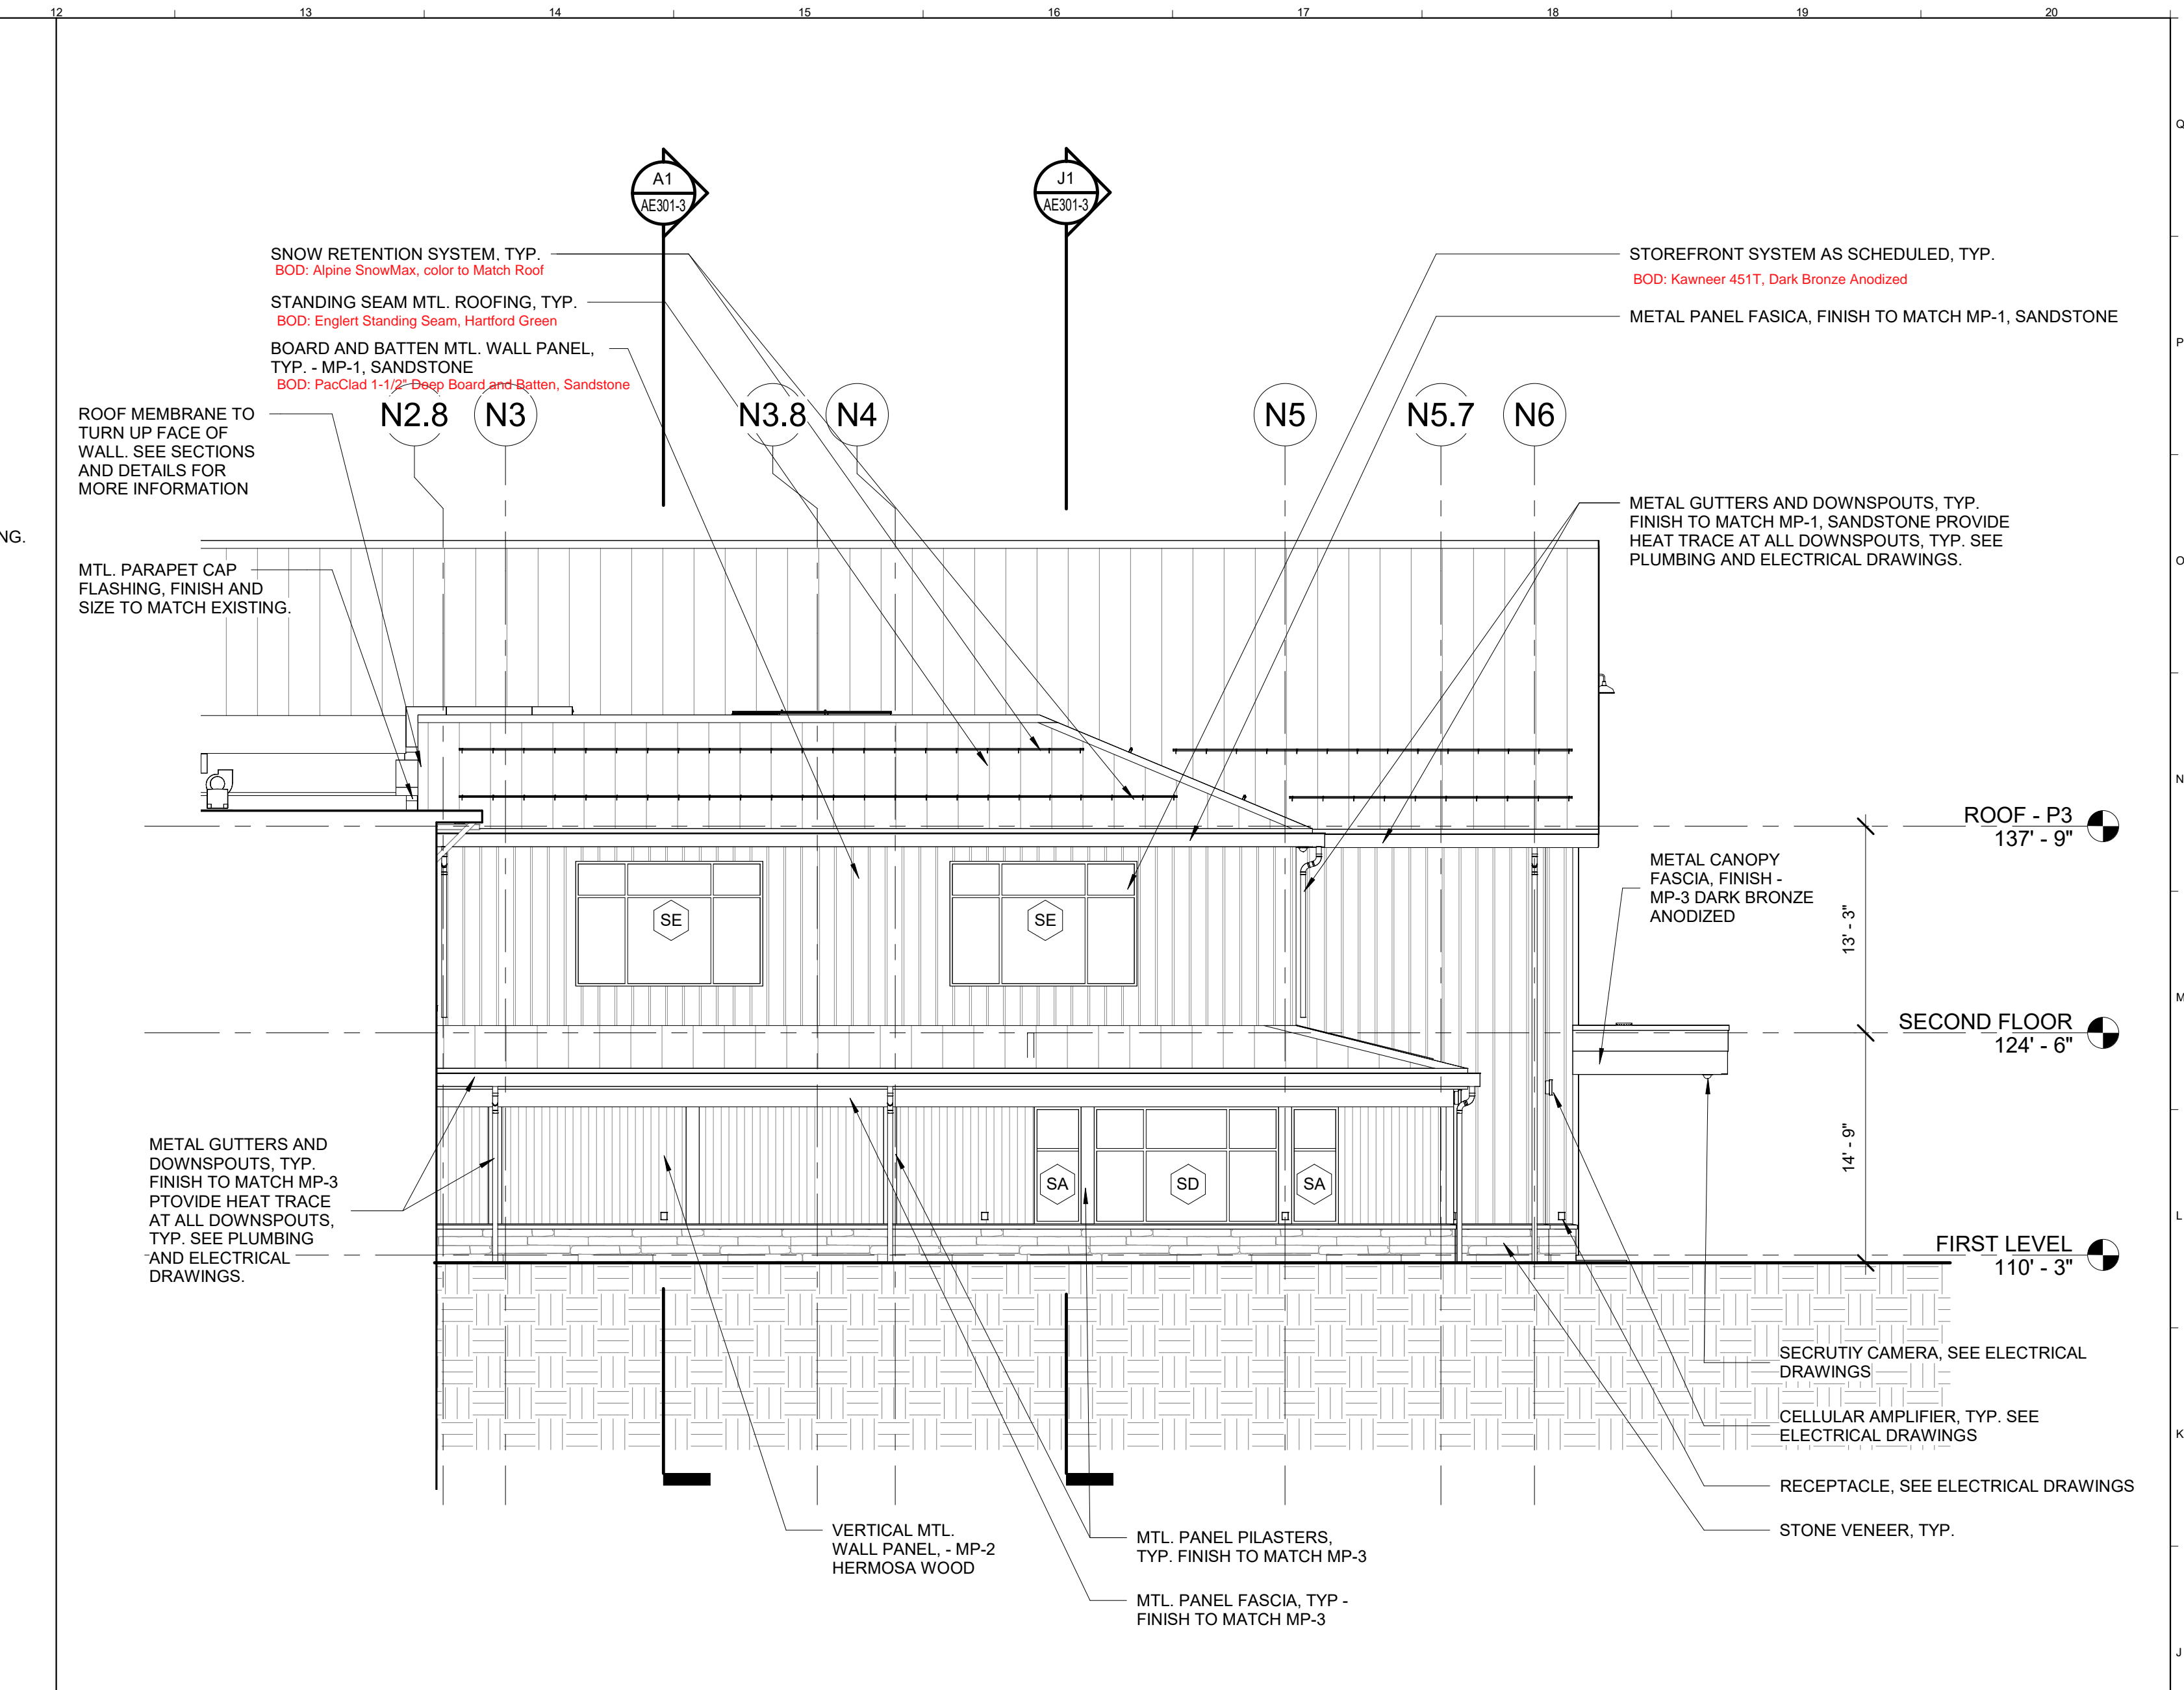 12 13 14 15 16 17 18 19 20
Q
A1
AE301-3
J1
AE301-3
SNOW RETENTION SYSTEM, TYP.
BOD: Alpine SnowMax, color to Match Roof
STANDING SEAM MTL. ROOFING, TYP.
BOD: Englert Standing Seam, Hartford Green
BOARD AND BATTEN MTL. WALL PANEL,
TYP. - MP-1, SANDSTONE
BOD: PacClad 1-1/2" Deep Board and Batten, Sandstone
STOREFRONT SYSTEM AS SCHEDULED, TYP.
BOD: Kawneer 451T, Dark Bronze Anodized
METAL PANEL FASICA, FINISH TO MATCH MP-1, SANDSTONE
P
ROOF MEMBRANE TO
TURN UP FACE OF
WALL. SEE SECTIONS
AND DETAILS FOR
MORE INFORMATION
N2.8 N3 N3.8 N4 N5 N5.7 N6
METAL GUTTERS AND DOWNSPOUTS, TYP.
FINISH TO MATCH MP-1, SANDSTONE PROVIDE
HEAT TRACE AT ALL DOWNSPOUTS, TYP. SEE
PLUMBING AND ELECTRICAL DRAWINGS.
NG.
O
MTL. PARAPET CAP
FLASHING, FINISH AND
SIZE TO MATCH EXISTING.
N
ROOF - P3
137' - 9"
METAL CANOPY
FASCIA, FINISH -
MP-3 DARK BRONZE
ANODIZED
13' - 3"
SE SE
M
SECOND FLOOR
124' - 6"
14' - 9"
METAL GUTTERS AND
DOWNSPOUTS, TYP.
FINISH TO MATCH MP-3
PTOVIDE HEAT TRACE
AT ALL DOWNSPOUTS,
TYP. SEE PLUMBING
AND ELECTRICAL
DRAWINGS.
SA SD SA
L
FIRST LEVEL
110' - 3"
SECRUTIY CAMERA, SEE ELECTRICAL
DRAWINGS
CELLULAR AMPLIFIER, TYP. SEE
ELECTRICAL DRAWINGS
K
RECEPTACLE, SEE ELECTRICAL DRAWINGS
STONE VENEER, TYP.
VERTICAL MTL.
WALL PANEL, - MP-2
HERMOSA WOOD
MTL. PANEL PILASTERS,
TYP. FINISH TO MATCH MP-3
MTL. PANEL FASCIA, TYP -
FINISH TO MATCH MP-3
J